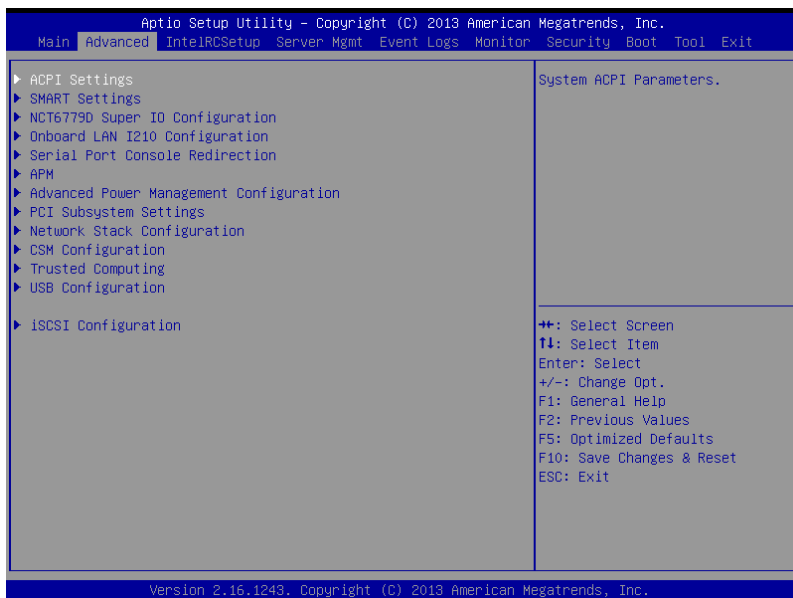 Aptio Setup Utility – Copyright (C) 2013 American Megatrends, Inc.
Main Advanced IntelRCSetup Server Mgmt Event Logs Monitor Security Boot Tool Exit
ACPI Settings
SMART Settings
NCT6779D Super IO Configuration
Onboard LAN I210 Configuration
Serial Port Console Redirection
APM
Advanced Power Management Configuration
PCI Subsystem Settings
Network Stack Configuration
CSM Configuration
Trusted Computing
USB Configuration
iSCSI Configuration
System ACPI Parameters.
→←: Select Screen
↑↓: Select Item
Enter: Select
+/-: Change Opt.
F1: General Help
F2: Previous Values
F5: Optimized Defaults
F10: Save Changes & Reset
ESC: Exit
Version 2.16.1243. Copyright (C) 2013 American Megatrends, Inc.